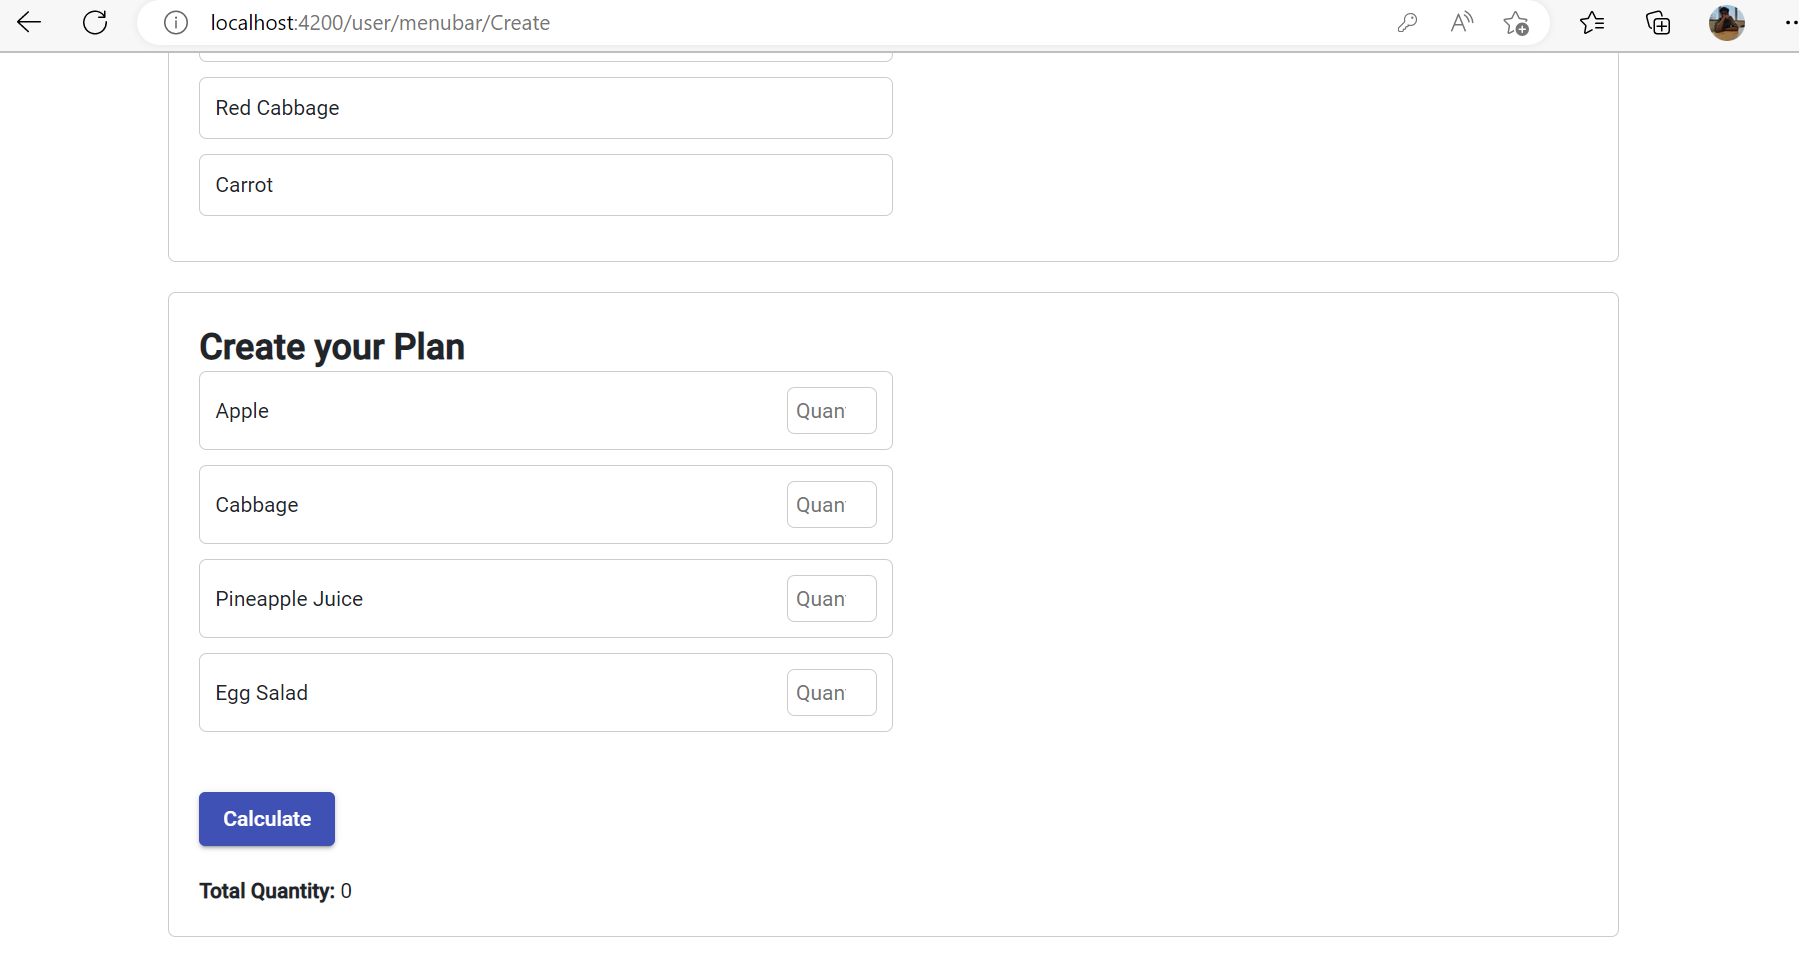 localhost:4200/user/menubar/Create
Red Cabbage
Carrot
Create your Plan
Apple
Quan
Cabbage
Quan
Pineapple Juice
Quan
Egg Salad
Quan
Calculate
Total Quantity: 0